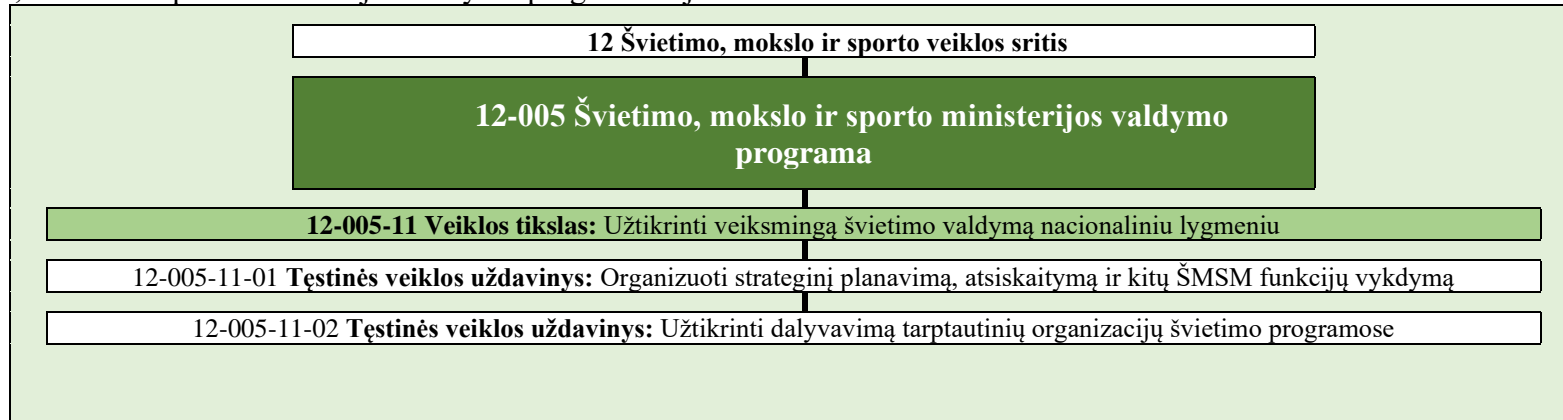 12 Švietimo, mokslo ir sporto veiklos sritis
12-005 Švietimo, mokslo ir sporto ministerijos valdymo
programa
12-005-11 Veiklos tikslas: Užtikrinti veiksmingą švietimo valdymą nacionaliniu lygmeniu
12-005-11-01 Tęstinės veiklos uždavinys: Organizuoti strateginį planavimą, atsiskaitymą ir kitų ŠMSM funkcijų vykdymą
12-005-11-02 Tęstinės veiklos uždavinys: Užtikrinti dalyvavimą tarptautinių organizacijų švietimo programose